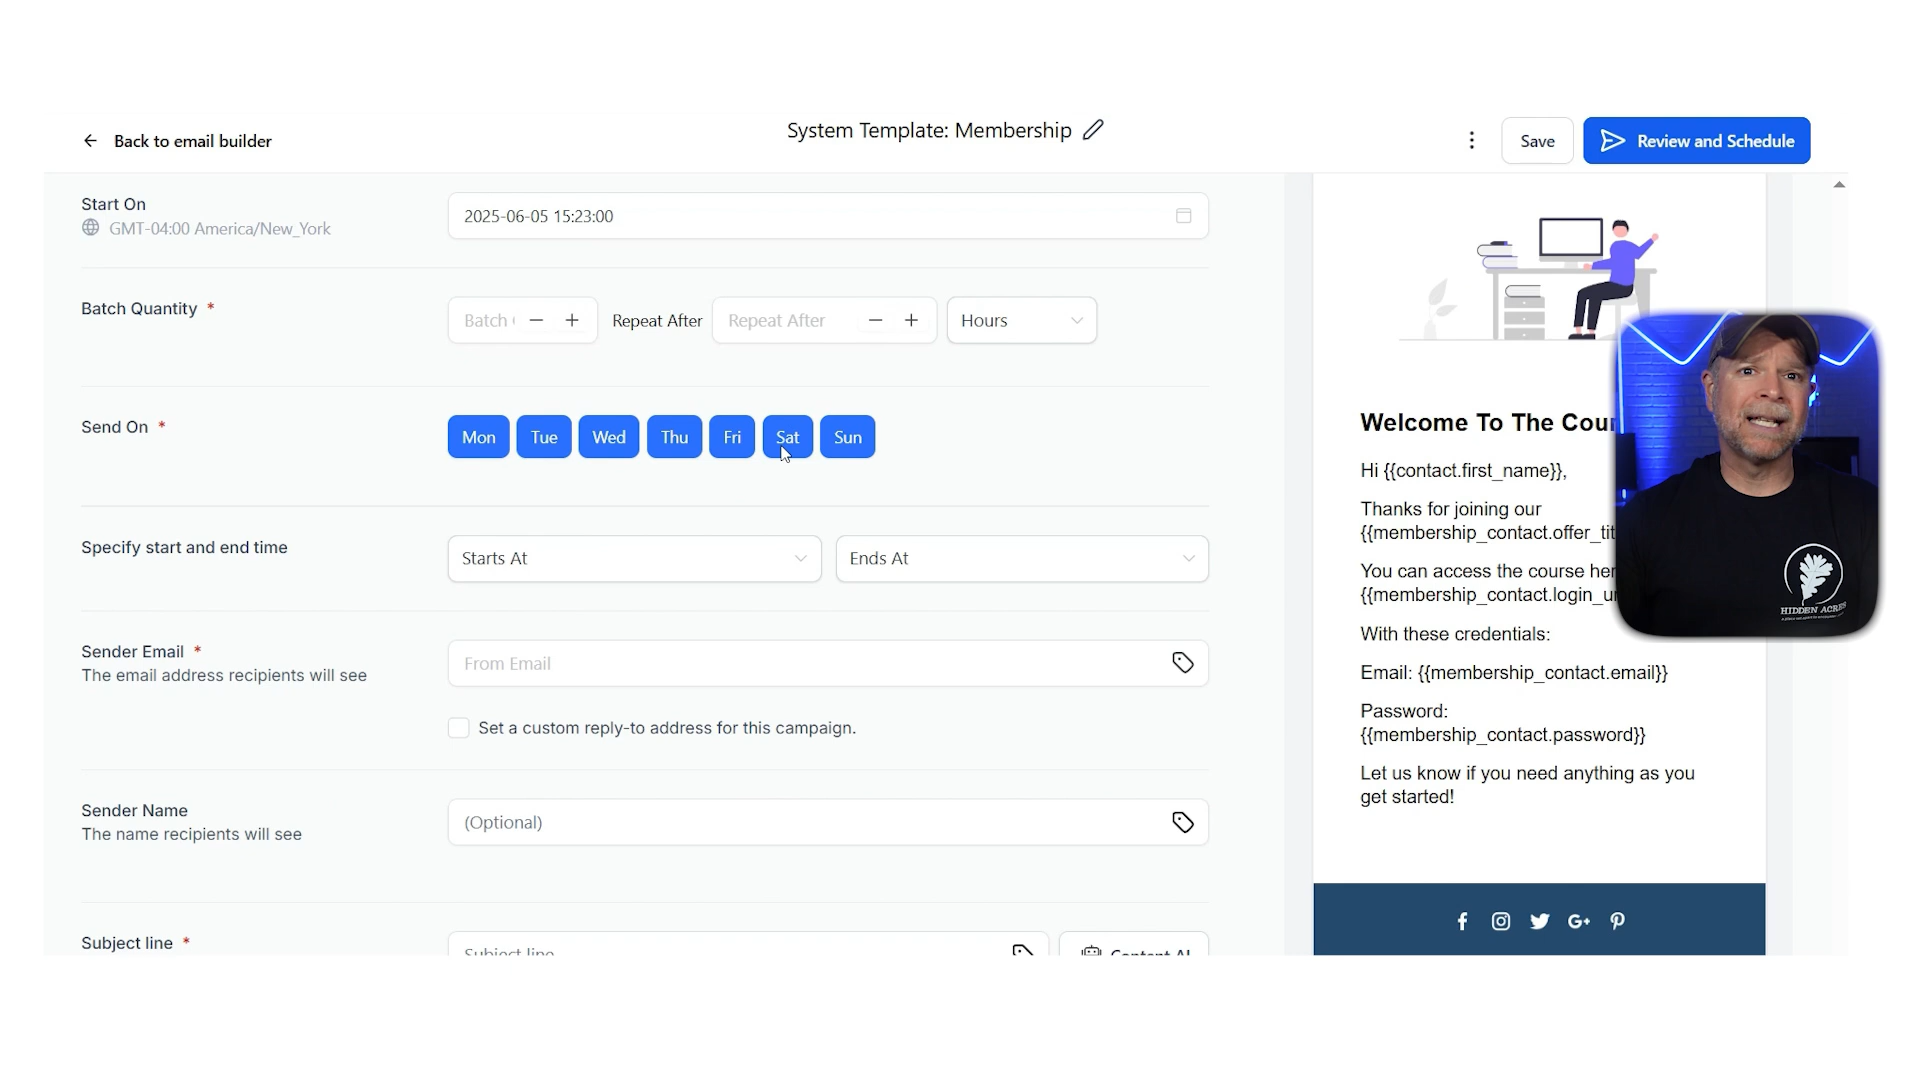 Back to email builder
System Template: Membership
Save
Review and Schedule
Start On
GMT-04:00 America/New_York
2025-06-05 15:23:00
Batch Quantity *
Batch
Repeat After
Repeat After
Hours
Send On *
Mon
Tue
Wed
Thu
Fri
Sat
Sun
Specify start and end time
Starts At
Ends At
Sender Email *
The email address recipients will see
From Email
Set a custom reply-to address for this campaign.
Sender Name
The name recipients will see
(Optional)
Subject line *
Subject line
Content AI
Welcome To The Cour
Hi {{contact.first_name}},
Thanks for joining our
{{membership_contact.offer_tit
You can access the course her
{{membership_contact.login_ur
With these credentials:
Email: {{membership_contact.email}}
Password:
{{membership_contact.password}}
Let us know if you need anything as you
get started!
HIDDEN ACRES